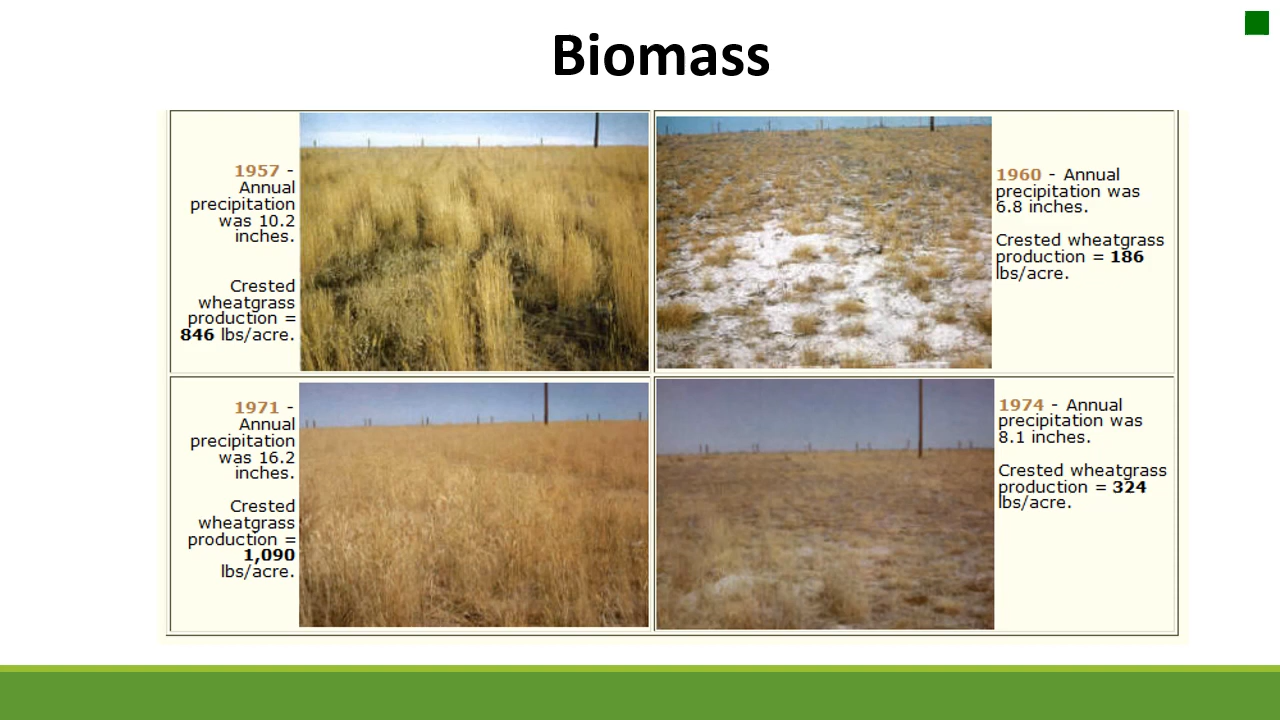 Biomass
1957 -
Annual
precipitation
was 10.2
inches.
Crested
wheatgrass
production =
846 lbs/acre.
1960 - Annual
precipitation was
6.8 inches.
Crested wheatgrass
production = 186
lbs/acre.
1971 -
Annual
precipitation
was 16.2
inches.
Crested
wheatgrass
production =
1,090
lbs/acre.
1974 - Annual
precipitation was
8.1 inches.
Crested wheatgrass
production = 324
lbs/acre.